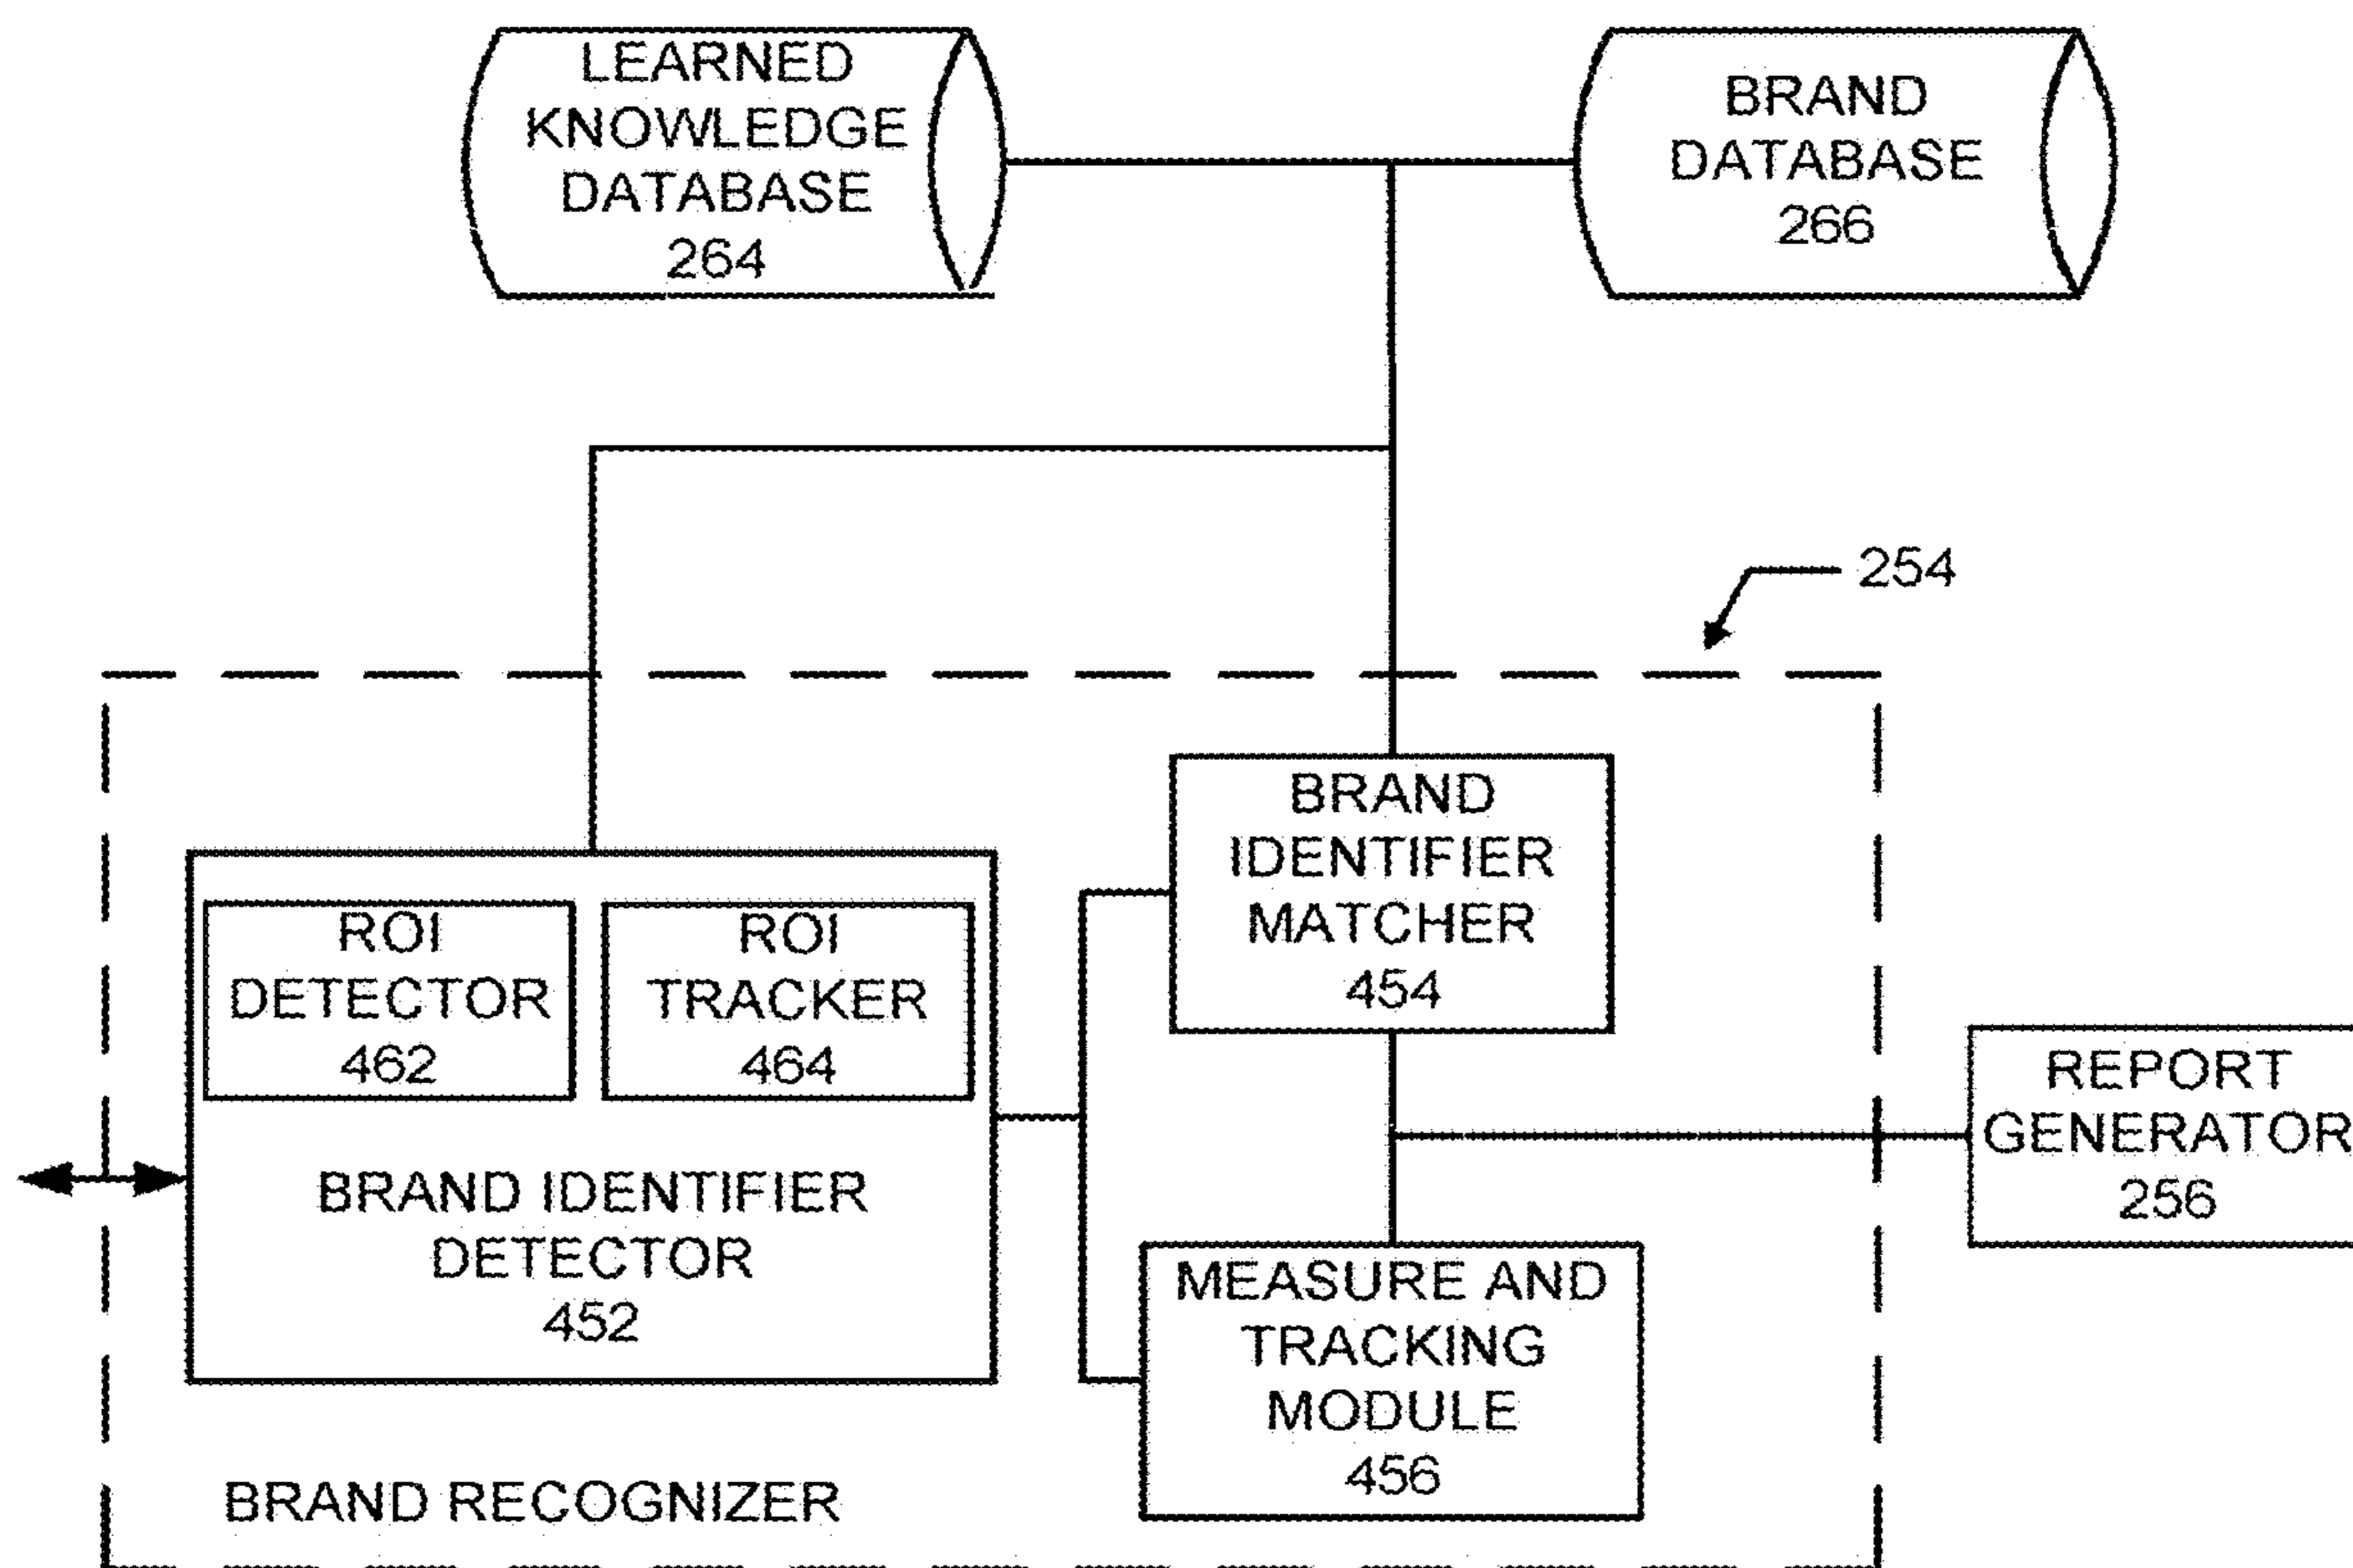 LEARNED
KNOWLEDGE
DATABASE
264
BRAND
DATABASE
266
254
BRAND
IDENTIFIER
MATCHER
454
ROI
DETECTOR
462
ROI
TRACKER
464
BRAND IDENTIFIER
DETECTOR
452
REPORT
GENERATOR
256
MEASURE AND
TRACKING
MODULE
456
BRAND RECOGNIZER